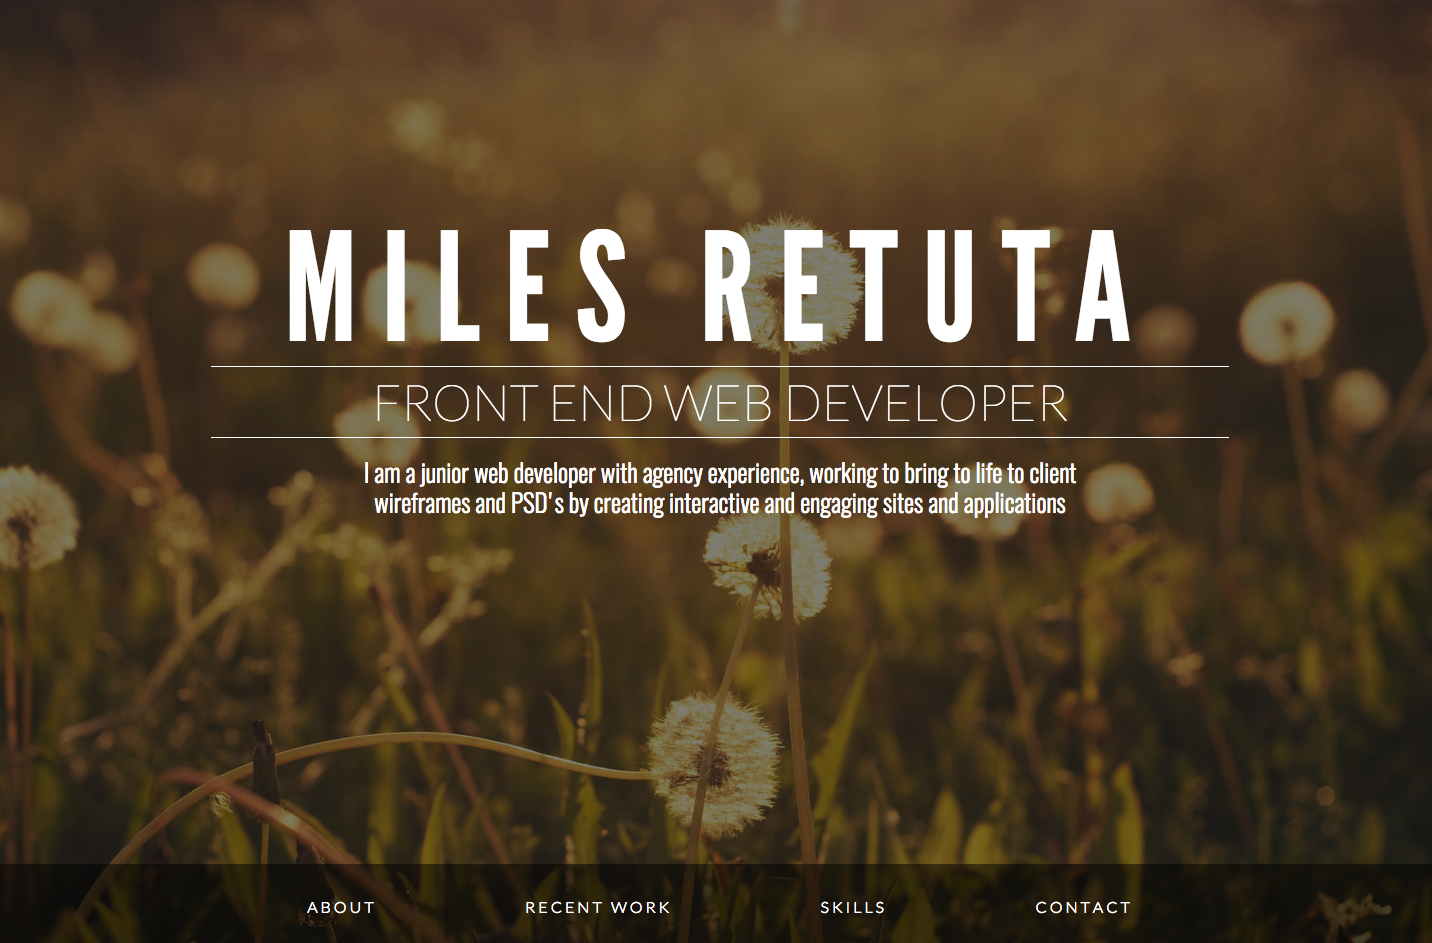 MILES RETUTA
FRONT END WEB DEVELOPER
I am a junior web developer with agency experience, working to bring to life to client
wireframes and PSD's by creating interactive and engaging sites and applications
ABOUT RECENT WORK SKILLS CONTACT